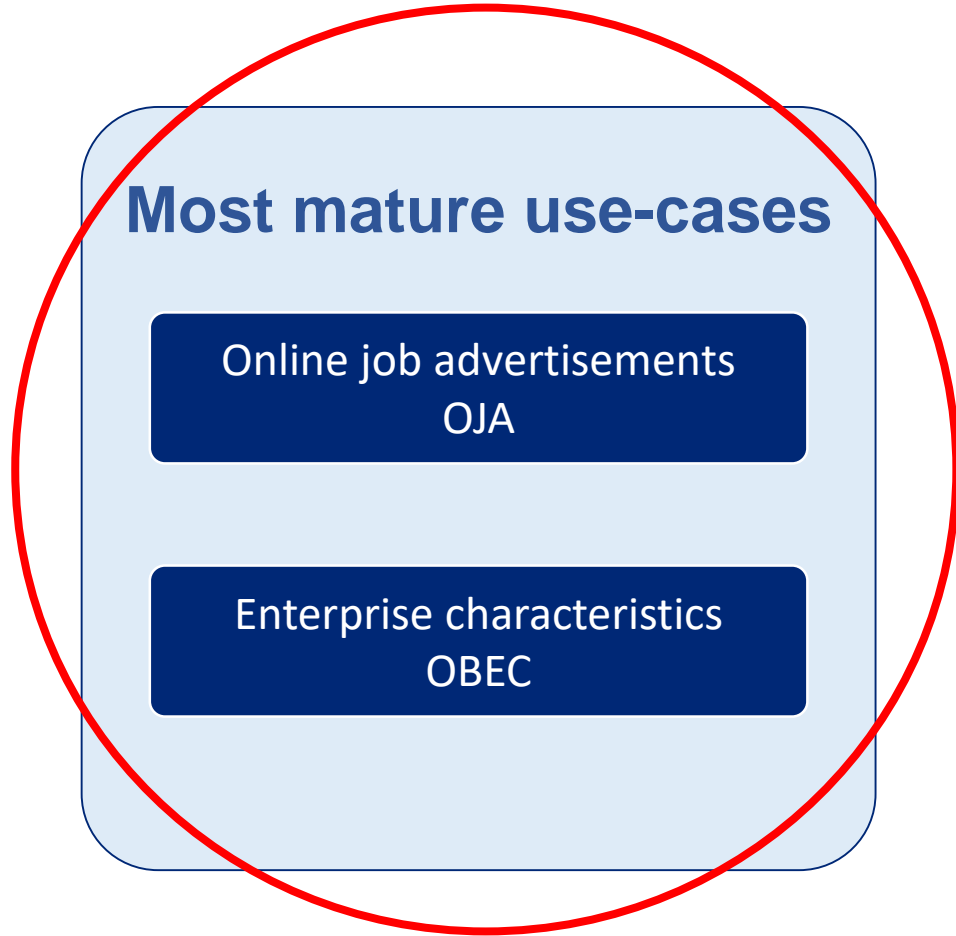 Most mature use-cases
Online job advertisements
OJA
Enterprise characteristics
OBEC